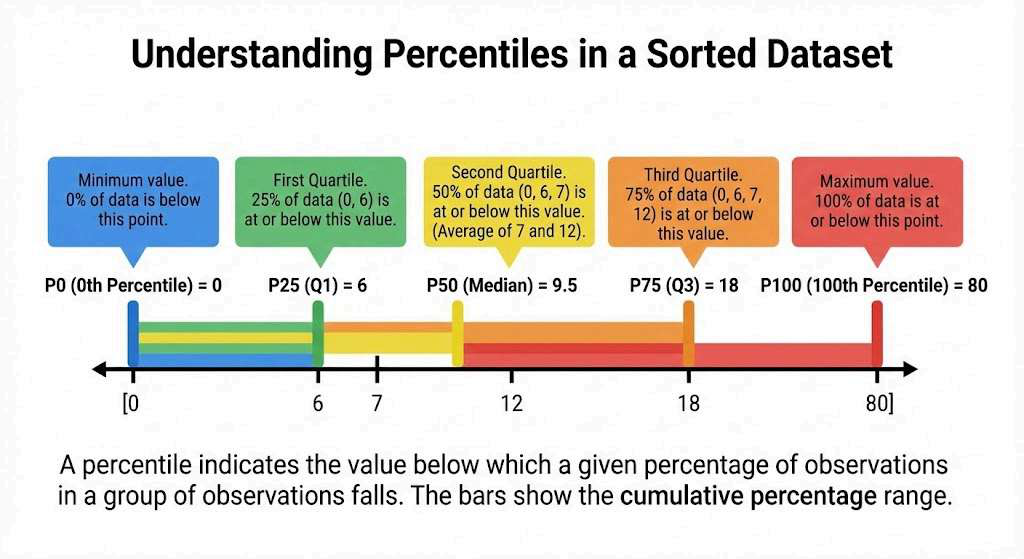 Understanding Percentiles in a Sorted Dataset
Minimum value.
0% of data is below
this point.
First Quartile.
25% of data (0, 6) is
at or below this value.
Second Quartile.
50% of data (0, 6, 7) is
at or below this value.
(Average of 7 and 12).
Third Quartile.
75% of data (0, 6, 7,
12) is at or below
this value.
Maximum value.
100% of data is at
or below this point.
P0 (0th Percentile) = 0
P25 (Q1) = 6
P50 (Median) = 9.5
P75 (Q3) = 18
P100 (100th Percentile) = 80
[0
6
7
12
18
80]
A percentile indicates the value below which a given percentage of observations
in a group of observations falls. The bars show the cumulative percentage range.